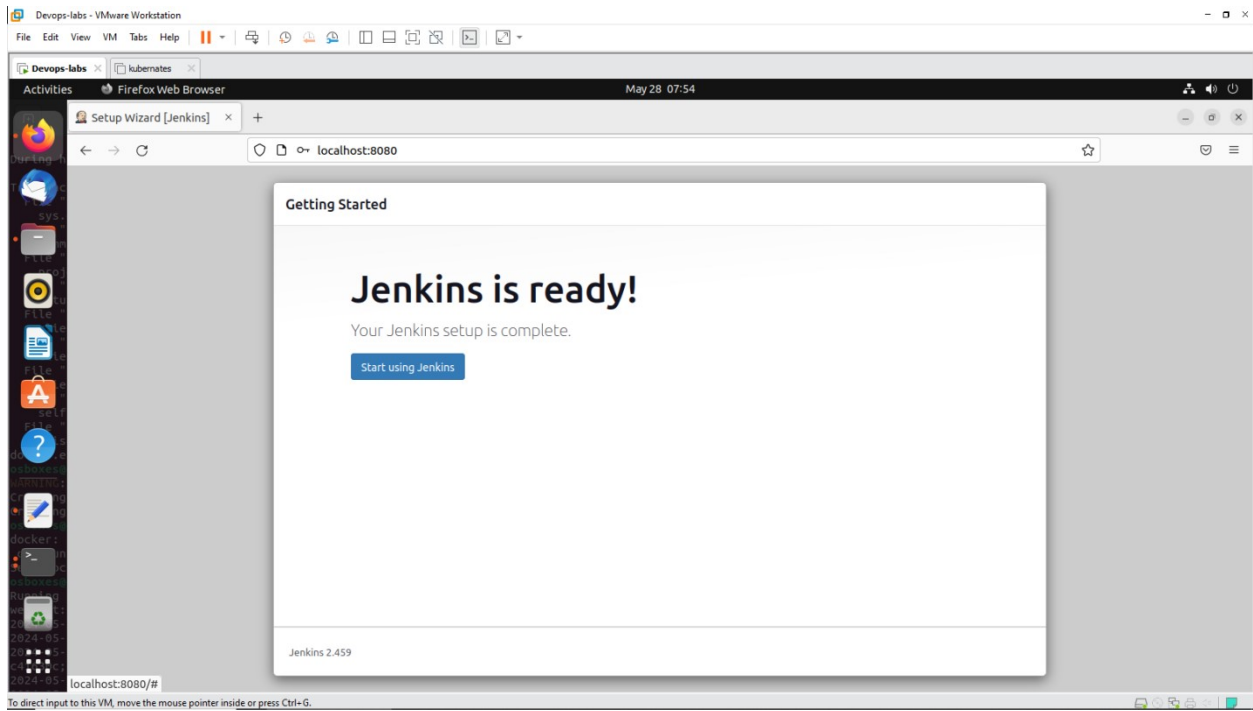 Devops-labs - VMware Workstation
File Edit View VM Tabs Help
Devops-labs kubernetes
Activities Firefox Web Browser May 28 07:54
Setup Wizard [Jenkins]
localhost:8080
Getting Started
Jenkins is ready!
Your Jenkins setup is complete.
Start using Jenkins
Jenkins 2.459
localhost:8080/#
To direct input to this VM, move the mouse pointer inside or press Ctrl+G.